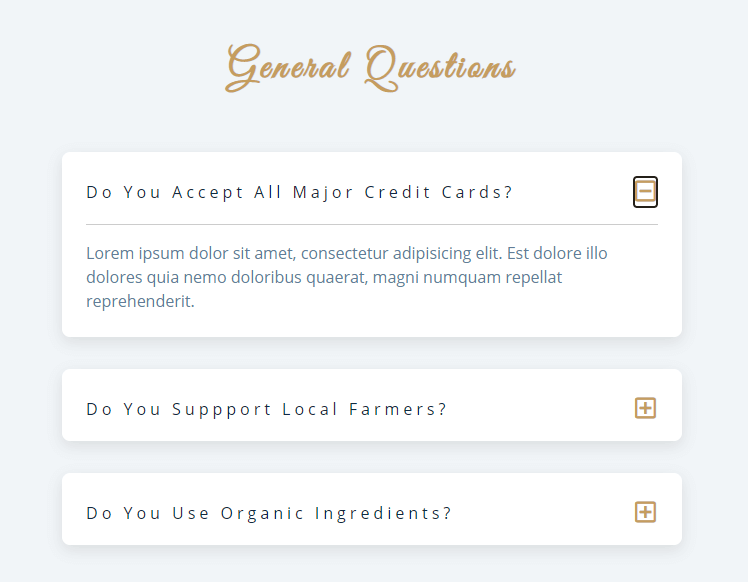 General Questions
Do You Accept All Major Credit Cards?
Lorem ipsum dolor sit amet, consectetur adipisicing elit. Est dolore illo
dolores quia nemo doloribus quaerat, magni numquam repellat
reprehenderit.
Do You Suppport Local Farmers?
Do You Use Organic Ingredients?